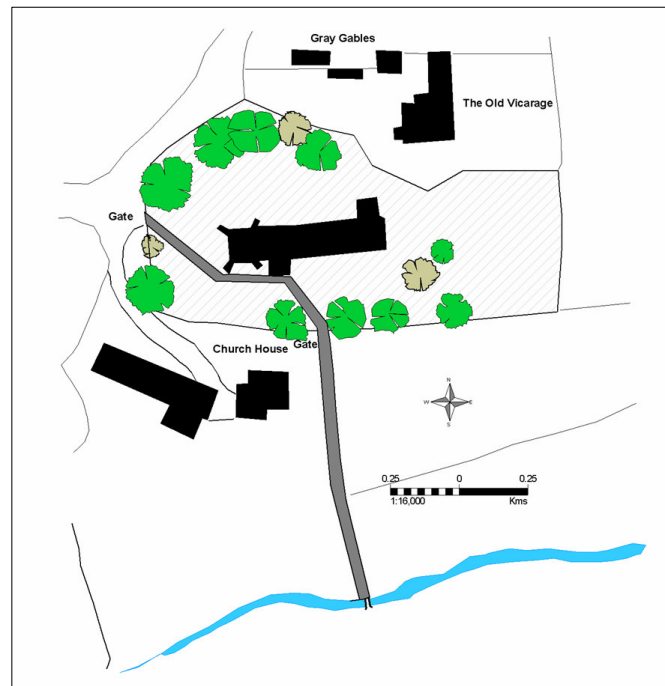 Gray Gables
The Old Vicarage
Gate
Church House
Gate
N
W E
S
0.25 0 0.25
1:16,000 Kms